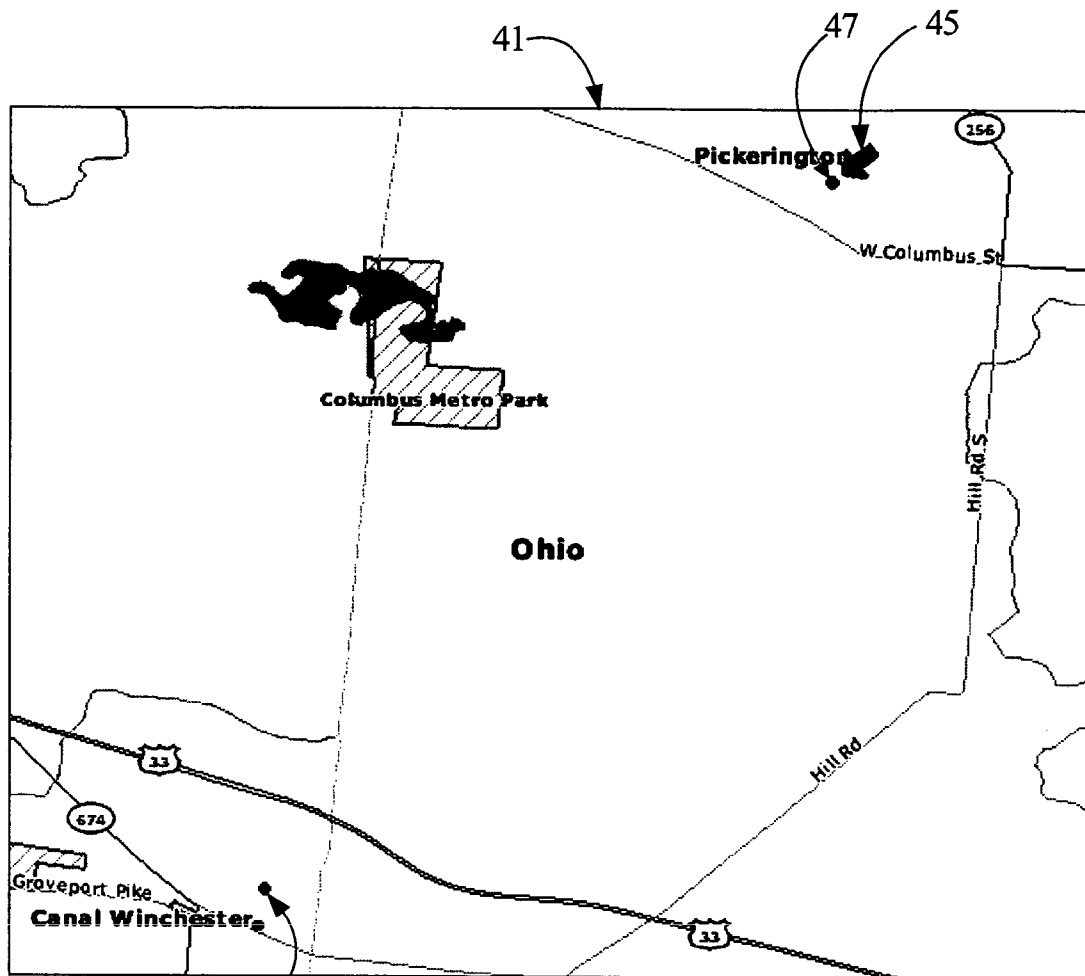 41
47
45
256
Pickerington
W Columbus St
Columbus Metro Park
Hill Rd S
Ohio
Hill Rd
33
674
Groveport Pike
Canal Winchester
33